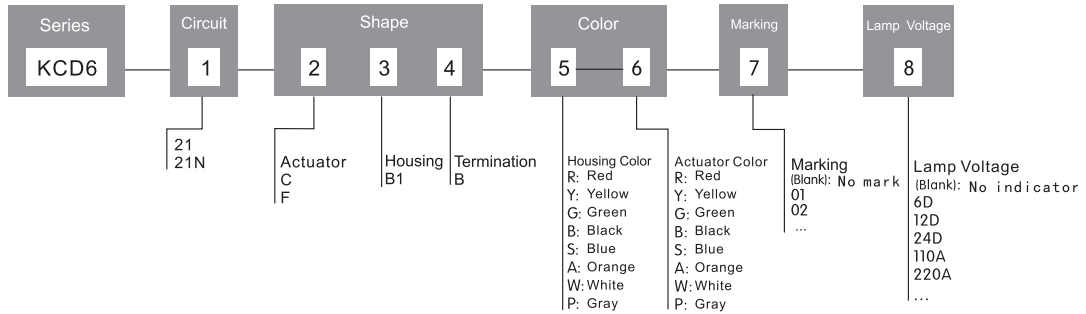 Series
Circuit
Shape
Color
Marking
Lamp Voltage
KCD6
1
2
3
4
5
6
7
8
21
21N
Actuator
C
F
Housing
B1
Termination
B
Housing Color
R: Red
Y: Yellow
G: Green
B: Black
S: Blue
A: Orange
W: White
P: Gray
Actuator Color
R: Red
Y: Yellow
G: Green
B: Black
S: Blue
A: Orange
W: White
P: Gray
Marking
(Blank): No mark
01
02
...
Lamp Voltage
(Blank): No indicator
6D
12D
24D
110A
220A
...